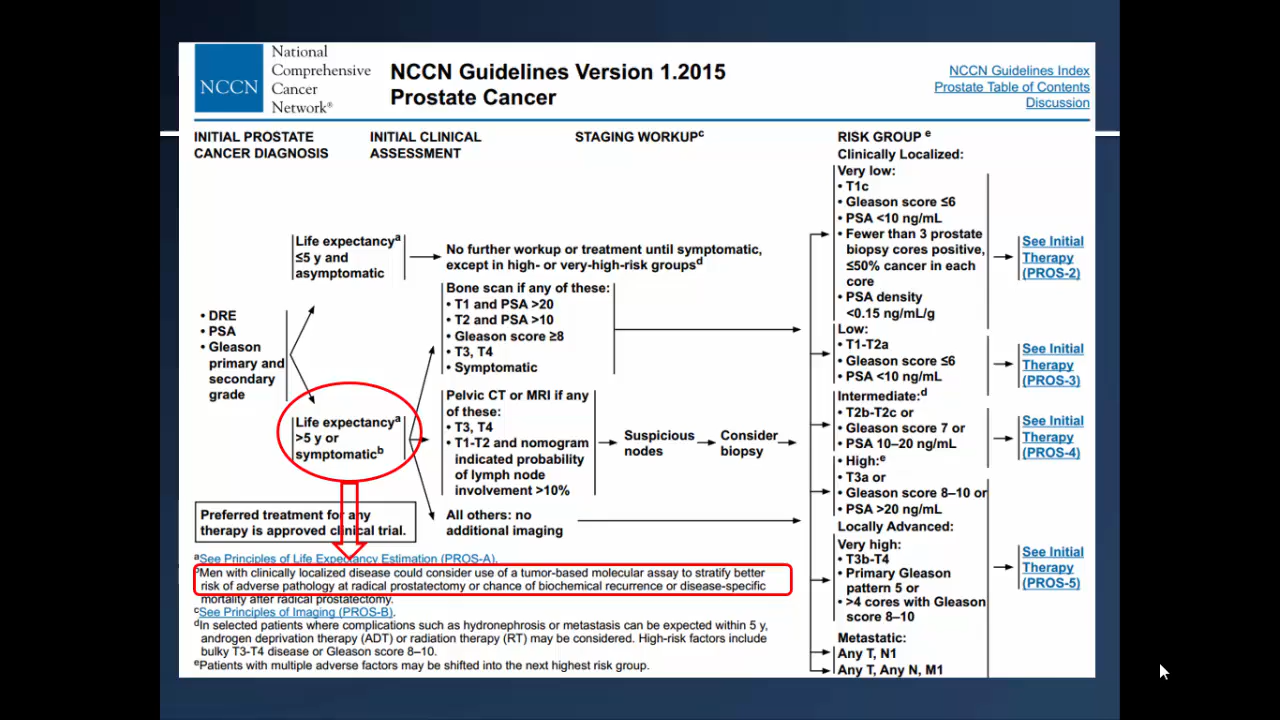 National
Comprehensive
NCCN Cancer
Network®
NCCN Guidelines Version 1.2015
Prostate Cancer
NCCN Guidelines Index
Prostate Table of Contents
Discussion
INITIAL PROSTATE
CANCER DIAGNOSIS
INITIAL CLINICAL
ASSESSMENT
STAGING WORKUPc
RISK GROUP e
• DRE
• PSA
• Gleason
primary and
secondary
grade
Life expectancya
≤5 y and
asymptomatic
Life expectancya
>5 y or
symptomaticb
Preferred treatment for any
therapy is approved clinical trial.
No further workup or treatment until symptomatic,
except in high- or very-high-risk groupsd
Bone scan if any of these:
• T1 and PSA >20
• T2 and PSA >10
• Gleason score ≥8
• T3, T4
• Symptomatic
Pelvic CT or MRI if any
of these:
• T3, T4
• T1-T2 and nomogram
indicated probability
of lymph node
involvement >10%
All others: no
additional imaging
Suspicious
nodes
Consider
biopsy
Clinically Localized:
Very low:
• T1c
• Gleason score ≤6
• PSA <10 ng/mL
• Fewer than 3 prostate
biopsy cores positive,
≤50% cancer in each
core
• PSA density
<0.15 ng/mL/g
Low:
• T1-T2a
• Gleason score ≤6
• PSA <10 ng/mL
Intermediate:d
• T2b-T2c or
• Gleason score 7 or
• PSA 10–20 ng/mL
• High:e
• T3a or
• Gleason score 8–10 or
• PSA >20 ng/mL
Locally Advanced:
Very high:
• T3b-T4
• Primary Gleason
pattern 5 or
• >4 cores with Gleason
score 8–10
Metastatic:
Any T, N1
Any T, Any N, M1
See Initial
Therapy
(PROS-2)
See Initial
Therapy
(PROS-3)
See Initial
Therapy
(PROS-4)
See Initial
Therapy
(PROS-5)
aSee Principles of Life Expectancy Estimation (PROS-A).
bMen with clinically localized disease could consider use of a tumor-based molecular assay to stratify better
risk of adverse pathology at radical prostatectomy or chance of biochemical recurrence or disease-specific
mortality after radical prostatectomy.
cSee Principles of Imaging (PROS-B).
dIn selected patients where complications such as hydronephrosis or metastasis can be expected within 5 y,
androgen deprivation therapy (ADT) or radiation therapy (RT) may be considered. High-risk factors include
bulky T3-T4 disease or Gleason score 8–10.
ePatients with multiple adverse factors may be shifted into the next highest risk group.